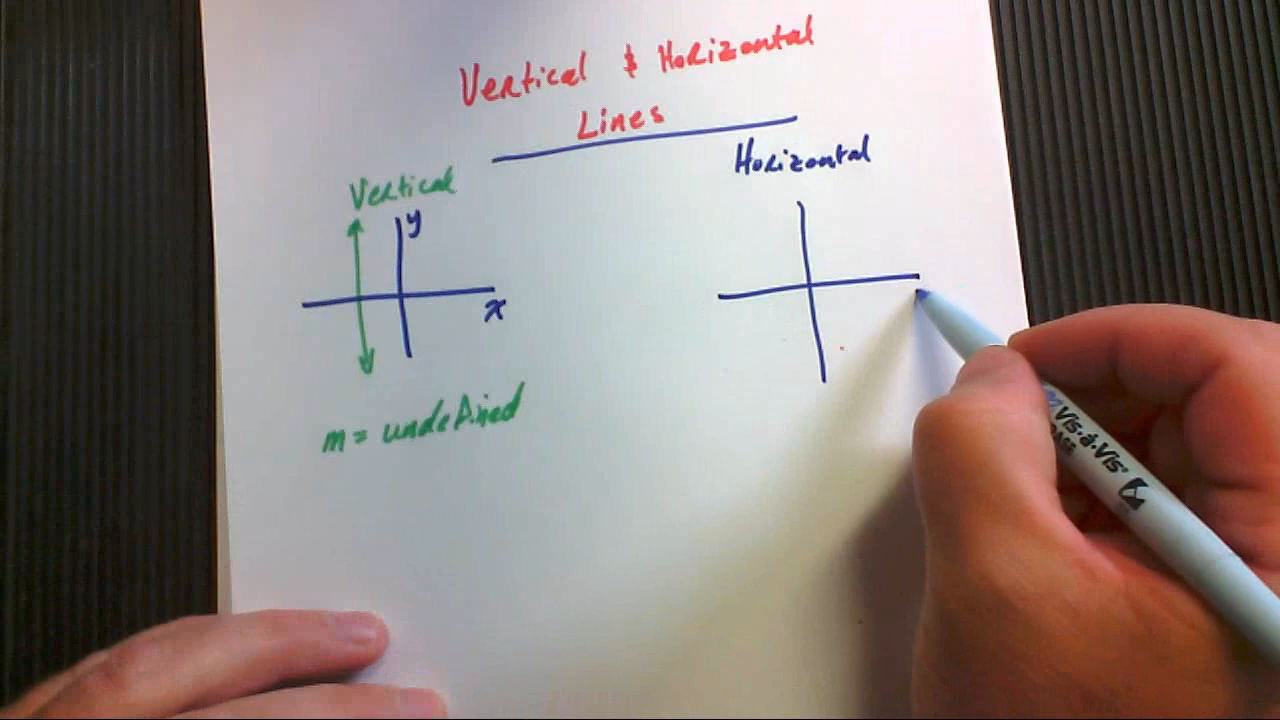 Vertical & Horizontal
Lines
Vertical
y
x
m = undefined
Horizontal
Vis·à·Vis®